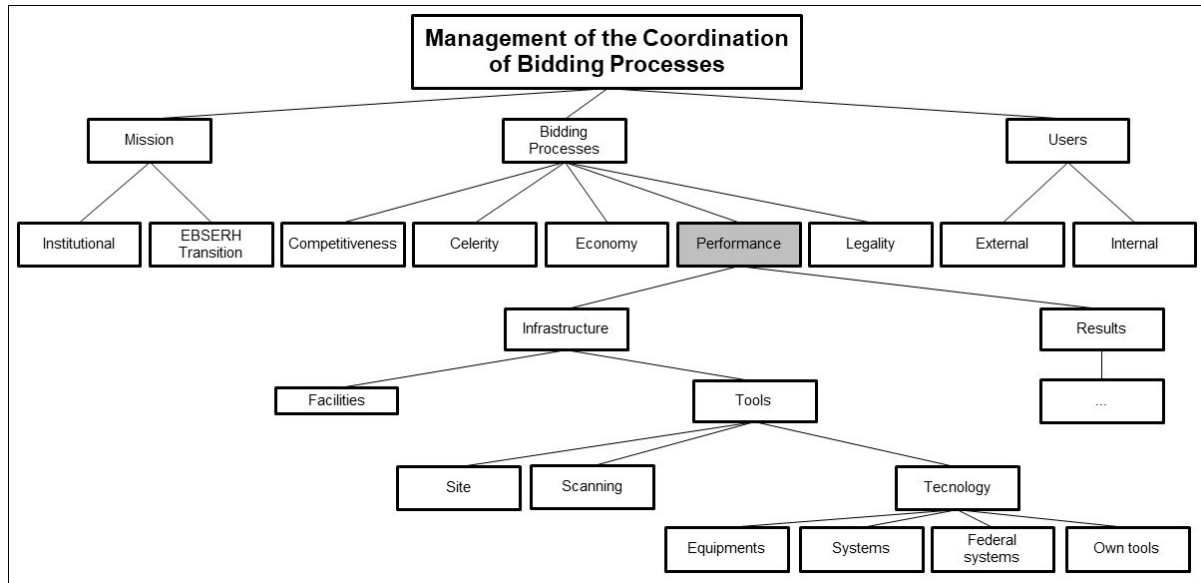 Management of the Coordination
of Bidding Processes
Mission
Bidding
Processes
Users
Institutional
EBSERH
Transition
Competitiveness
Celerity
Economy
Performance
Legality
External
Internal
Infrastructure
Results
Facilities
Tools
...
Site
Scanning
Tecnology
Equipments
Systems
Federal
systems
Own tools